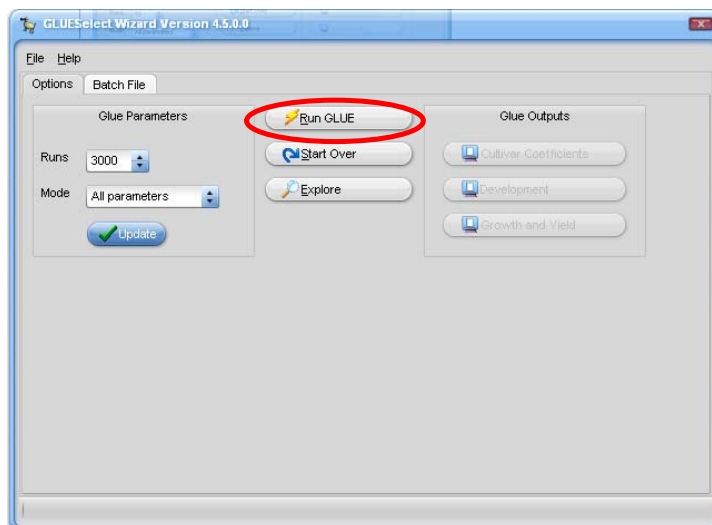 GLUESelect Wizard Version 4.5.0.0
File Help
Options Batch File
Glue Parameters
Runs 3000
Mode All parameters
Update
Run GLUE
Start Over
Explore
Glue Outputs
Cultivar Coefficients
Development
Growth and Yield